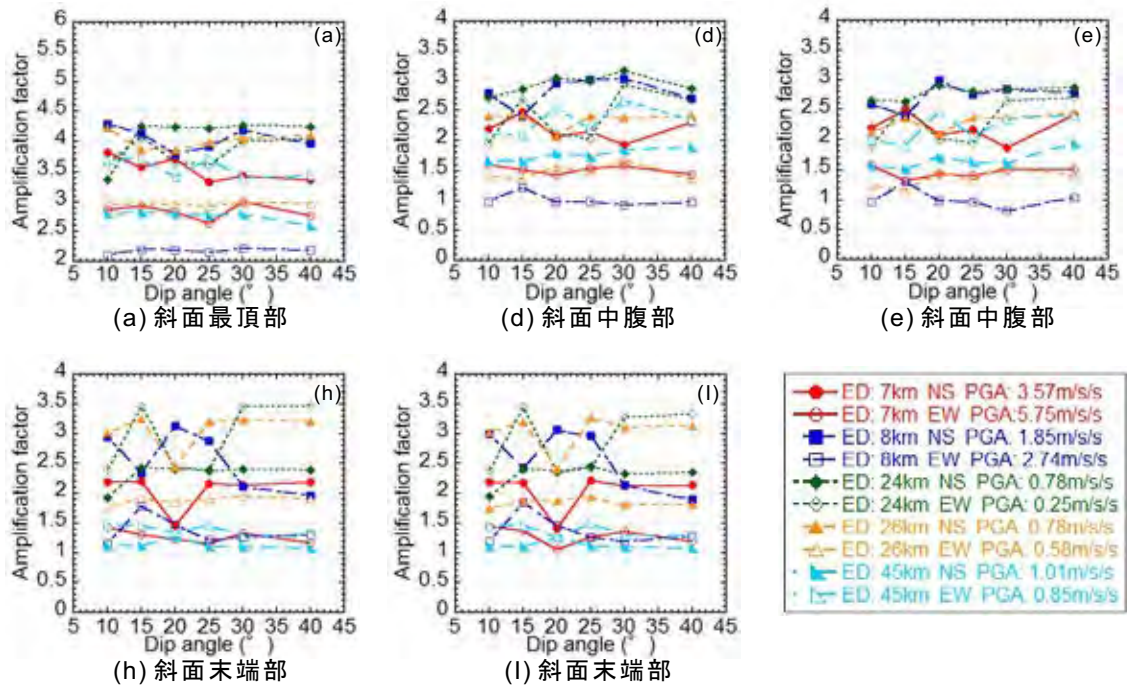 (a)
Amplification factor
6
5.5
5
4.5
4
3.5
3
2.5
2
5 10 15 20 25 30 35 40 45
Dip angle (° )
(a) 斜面最頂部
(d)
Amplification factor
4
3.5
3
2.5
2
1.5
1
0.5
0
5 10 15 20 25 30 35 40 45
Dip angle (° )
(d) 斜面中腹部
(e)
Amplification factor
4
3.5
3
2.5
2
1.5
1
0.5
0
5 10 15 20 25 30 35 40 45
Dip angle (° )
(e) 斜面中腹部
(h)
Amplification factor
4
3.5
3
2.5
2
1.5
1
0.5
0
5 10 15 20 25 30 35 40 45
Dip angle (° )
(h) 斜面末端部
(I)
Amplification factor
4
3.5
3
2.5
2
1.5
1
0.5
0
5 10 15 20 25 30 35 40 45
Dip angle (° )
(I) 斜面末端部
ED: 7km NS PGA: 3.57m/s/s
ED: 7km EW PGA:5.75m/s/s
ED: 8km NS PGA: 1.85m/s/s
ED: 8km EW PGA: 2.74m/s/s
ED: 24km NS PGA: 0.78m/s/s
ED: 24km EW PGA: 0.25m/s/s
ED: 26km NS PGA: 0.78m/s/s
ED: 26km EW PGA: 0.58m/s/s
ED: 45km NS PGA: 1.01m/s/s
ED: 45km EW PGA: 0.85m/s/s